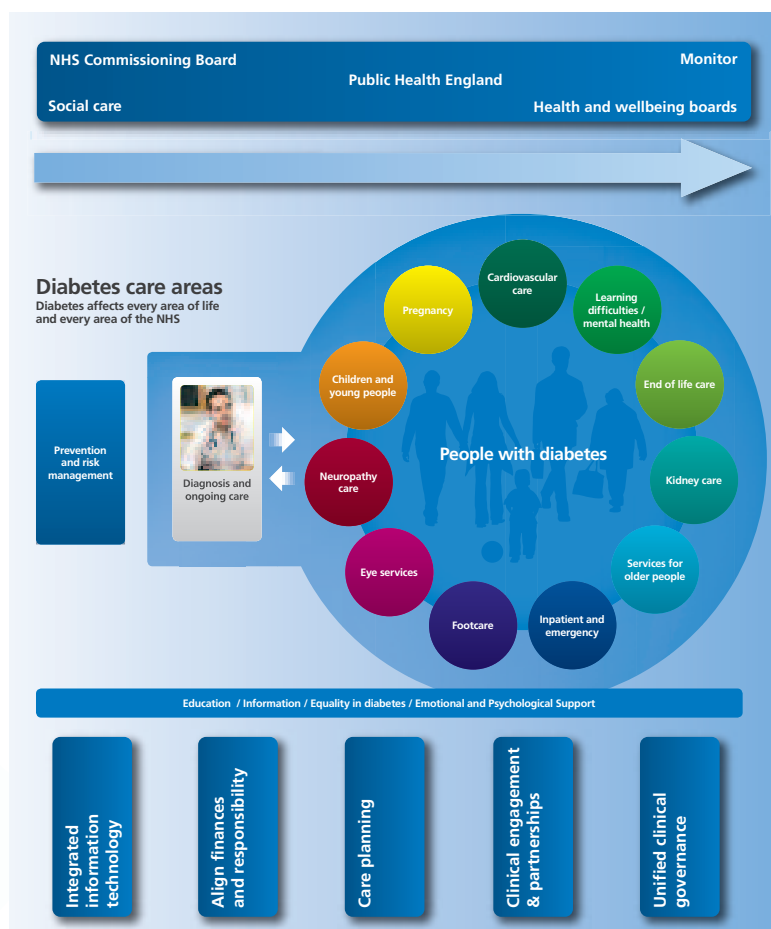 NHS Commissioning Board
Monitor
Public Health England
Social care
Health and wellbeing boards
Diabetes care areas
Diabetes affects every area of life
and every area of the NHS
Cardiovascular
care
Pregnancy
Learning
difficulties /
mental health
Children and
young people
End of life care
Prevention
and risk
management
Diagnosis and
ongoing care
People with diabetes
Neuropathy
care
Kidney care
Eye services
Services for
older people
Footcare
Inpatient and
emergency
Education / Information / Equality in diabetes / Emotional and Psychological Support
Integrated
information
technology
Align finances
and responsibility
Care planning
Clinical engagement
& partnerships
Unified clinical
governance